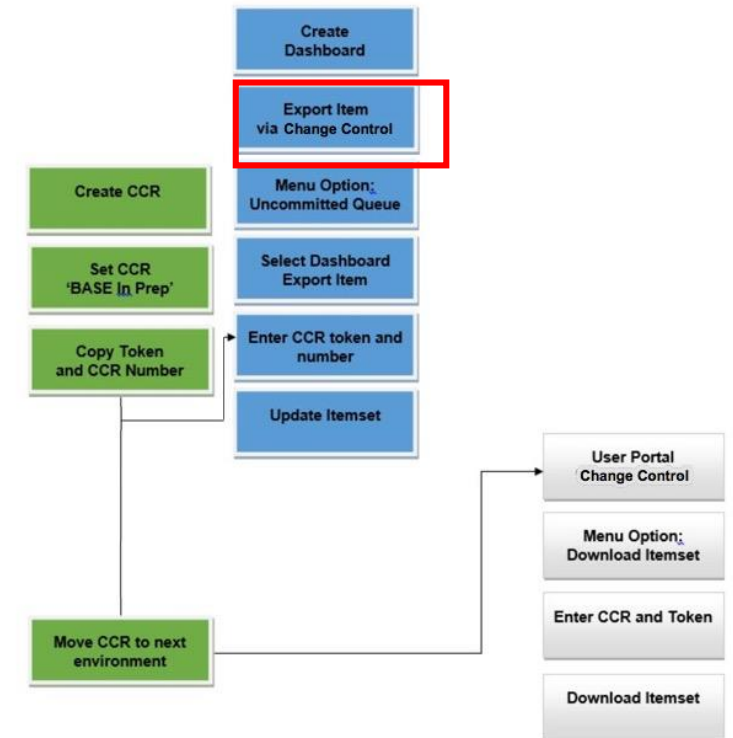 Create
Dashboard
Export Item
via Change Control
Menu Option:
Uncommitted Queue
Select Dashboard
Export Item
Enter CCR token and
number
Update Itemset
Create CCR
Set CCR
‘BASE In Prep’
Copy Token
and CCR Number
Move CCR to next
environment
User Portal
Change Control
Menu Option:
Download Itemset
Enter CCR and Token
Download Itemset